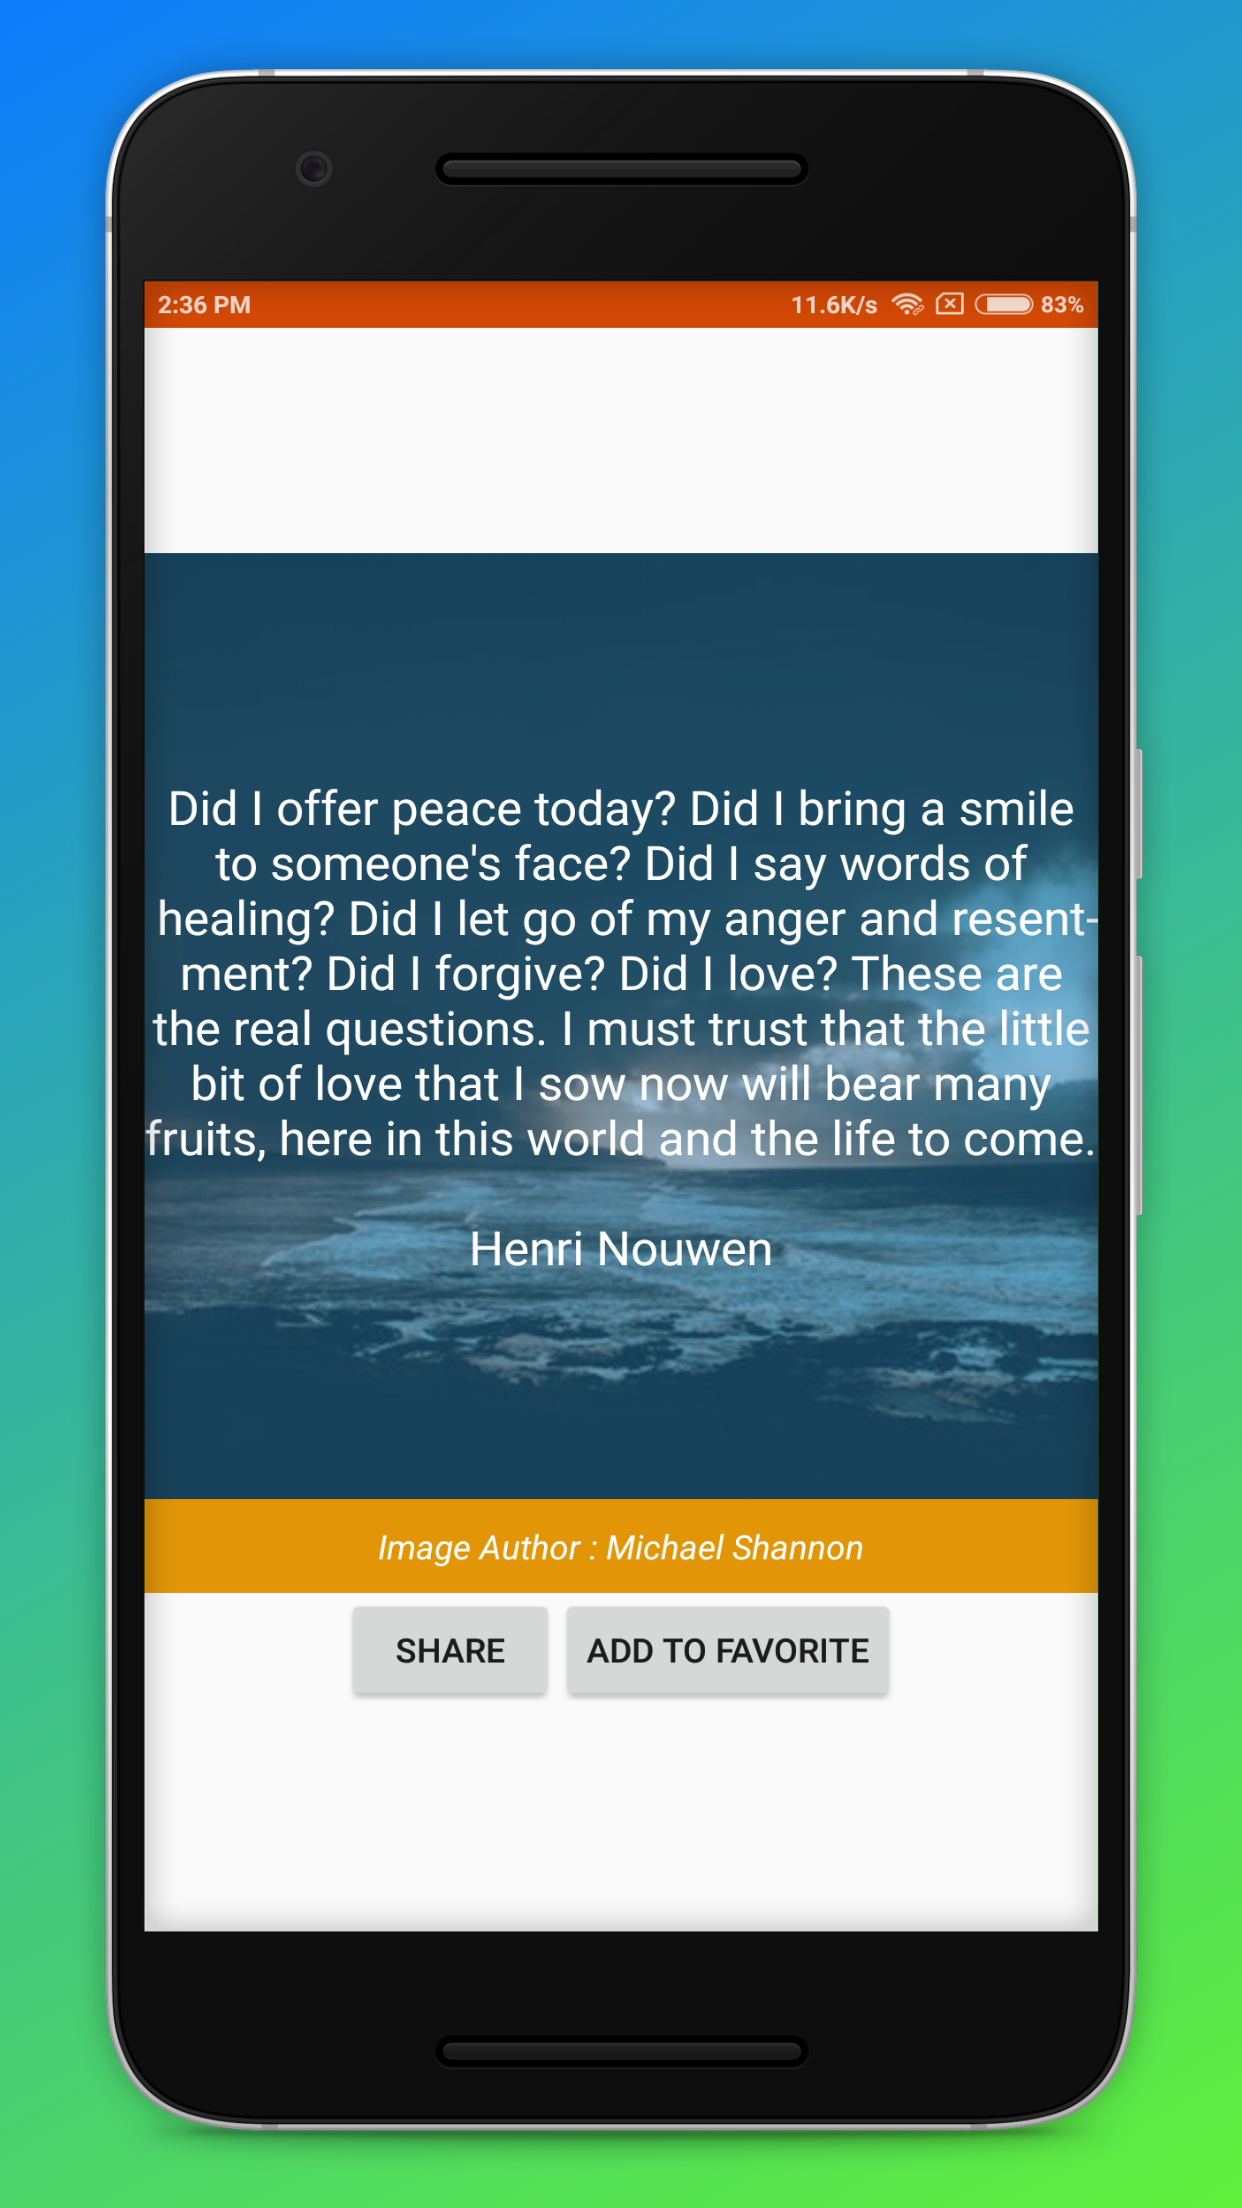 2:36 PM 11.6K/s 83%
Did I offer peace today? Did I bring a smile
to someone's face? Did I say words of
healing? Did I let go of my anger and resent-
ment? Did I forgive? Did I love? These are
the real questions. I must trust that the little
bit of love that I sow now will bear many
fruits, here in this world and the life to come.
Henri Nouwen
Image Author : Michael Shannon
SHARE ADD TO FAVORITE